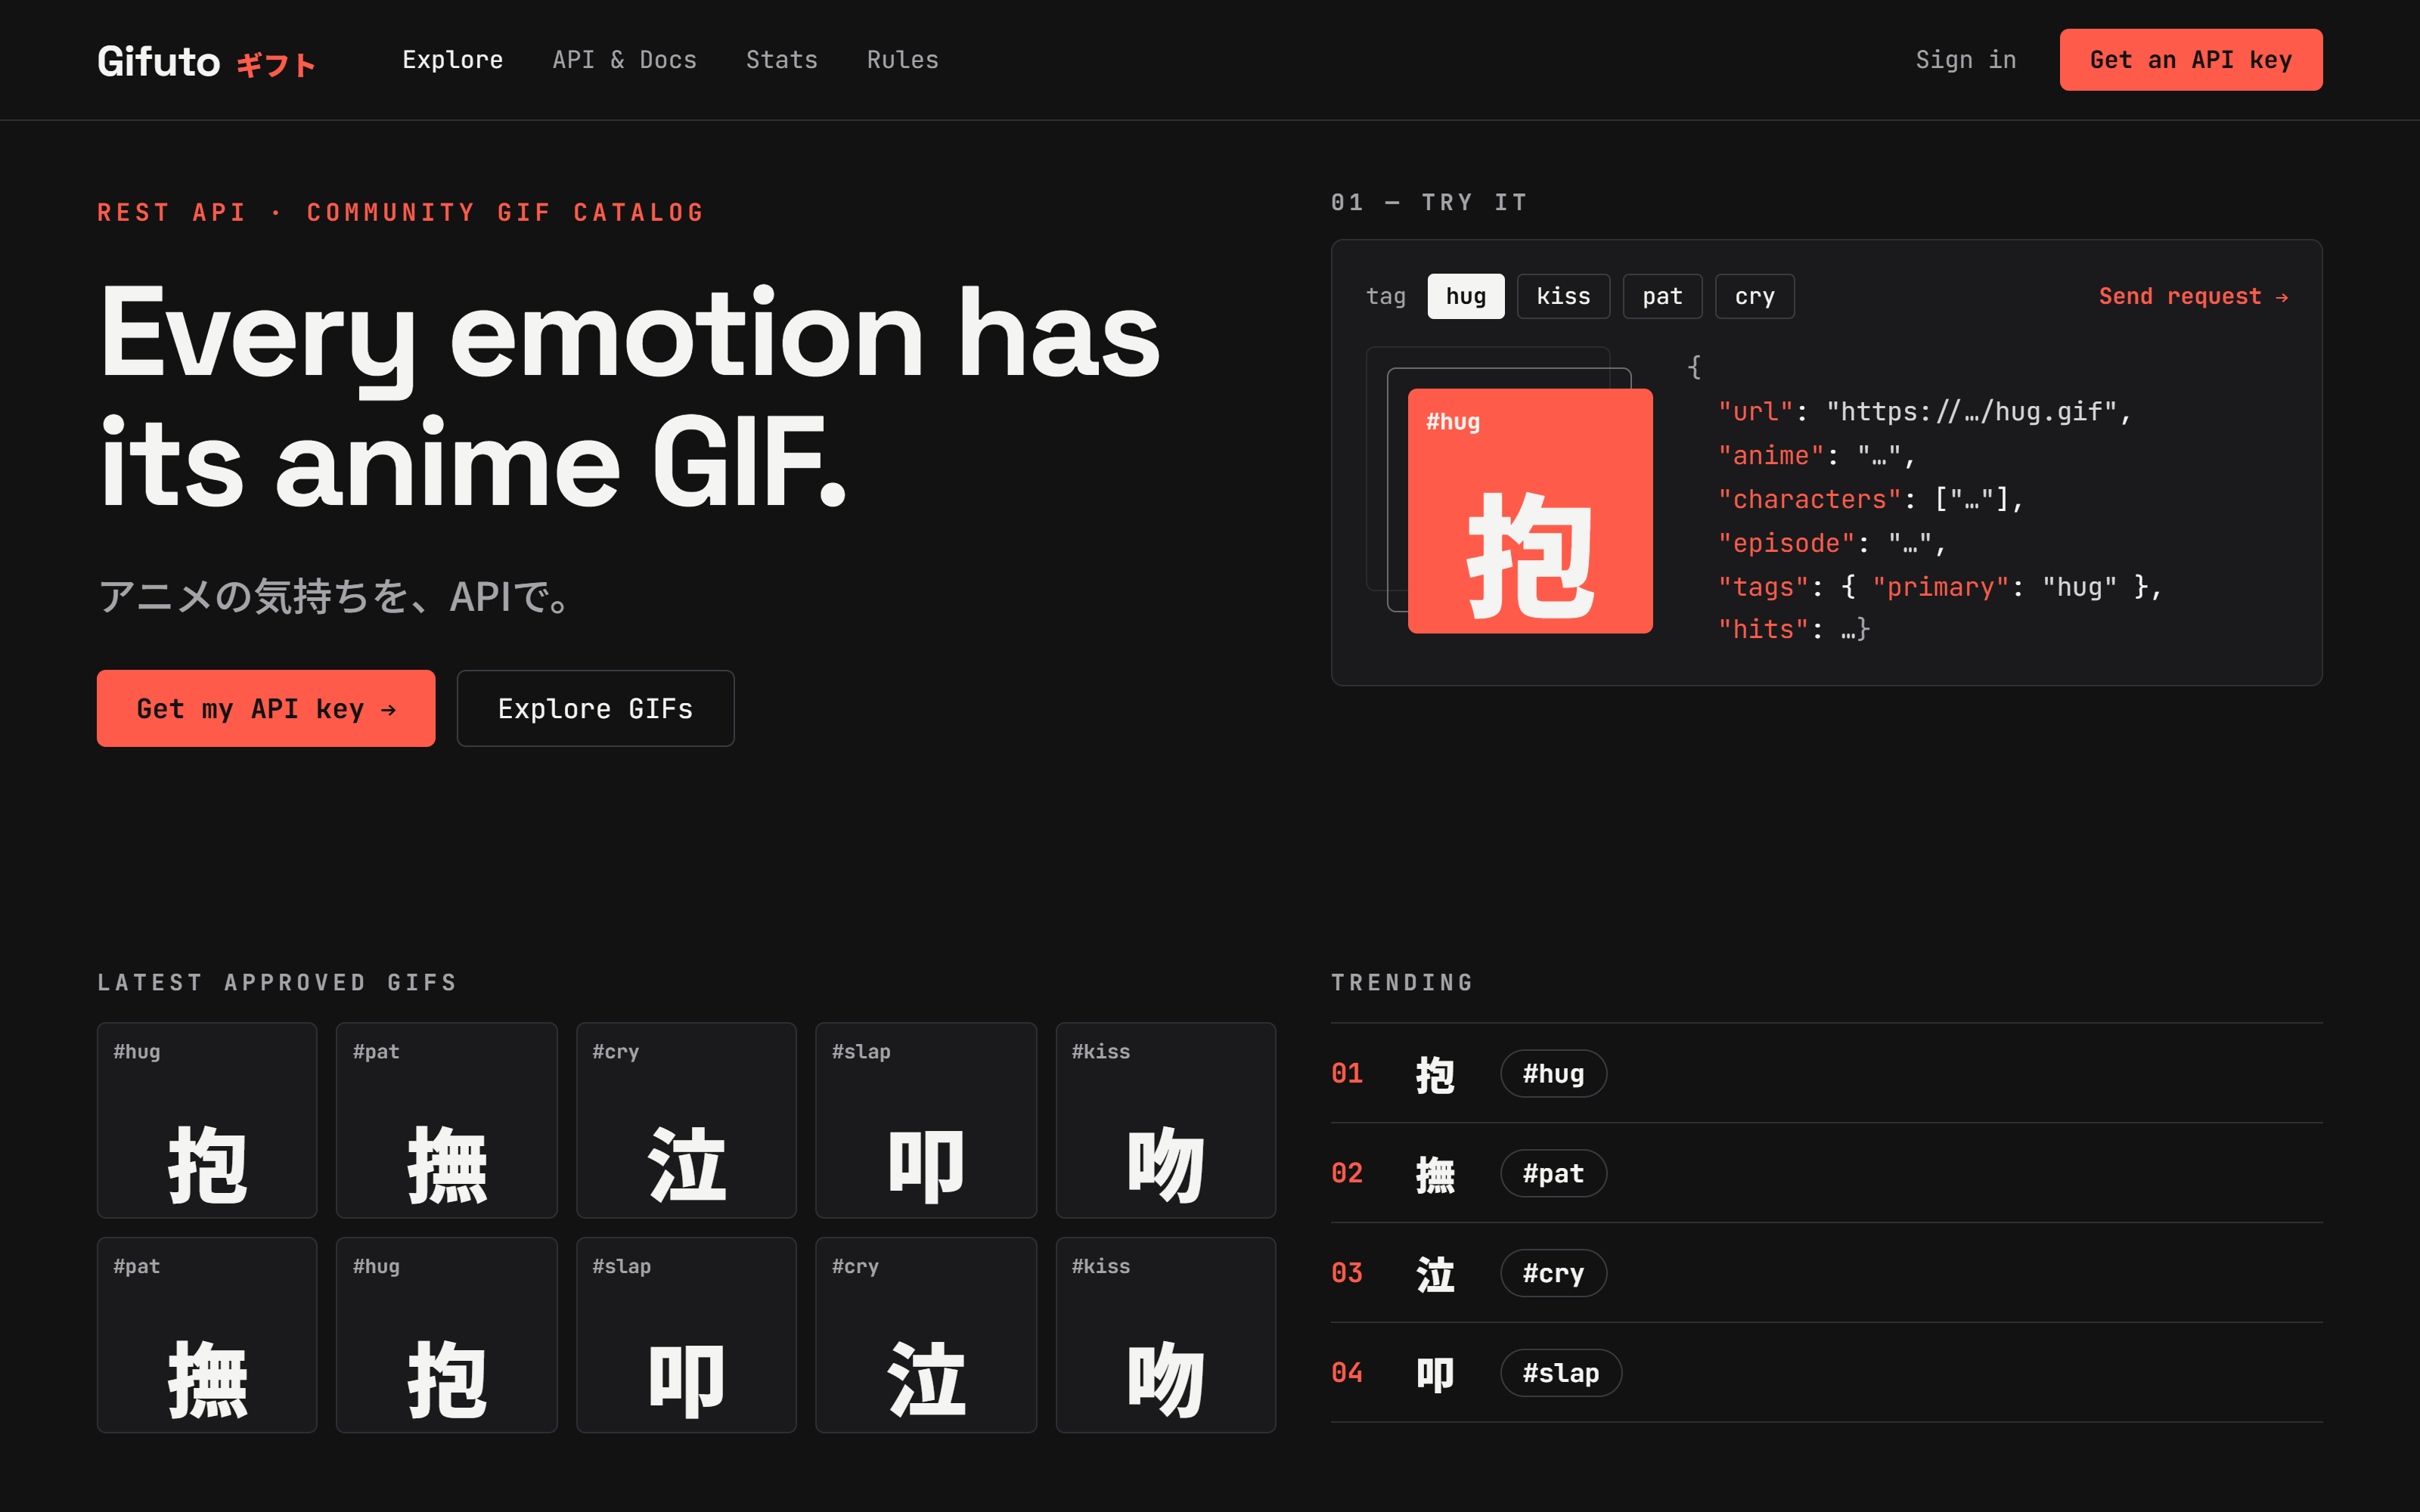 Gifuto ギフト
Explore
API & Docs
Stats
Rules
Sign in
Get an API key
REST API · COMMUNITY GIF CATALOG
Every emotion has
its anime GIF.
アニメの気持ちを、APIで。
Get my API key →
Explore GIFs
01 — TRY IT
tag
hug
kiss
pat
cry
Send request →
#hug
抱
{
"url": "https://…/hug.gif",
"anime": "…",
"characters": ["…"],
"episode": "…",
"tags": { "primary": "hug" },
"hits": …}
LATEST APPROVED GIFS
#hug
抱
#pat
撫
#cry
泣
#slap
叩
#kiss
吻
#pat
撫
#hug
抱
#slap
叩
#cry
泣
#kiss
吻
TRENDING
01 抱 #hug
02 撫 #pat
03 泣 #cry
04 叩 #slap